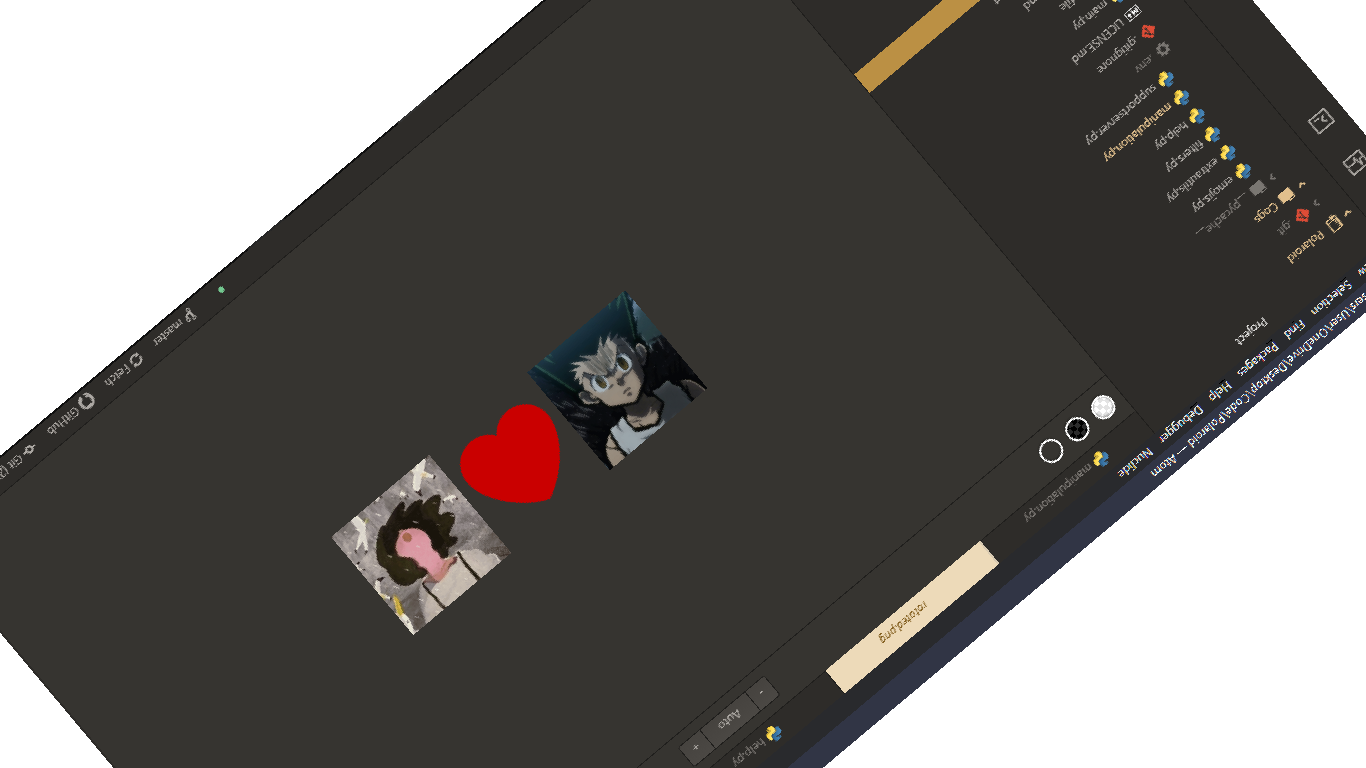 sers\User\OneDrive\Desktop\Code\Polaroid — Atom
Selection Find Packages Help Debugger Nuclide
Project
Polaroid
.git
Cogs
__pycache__
emojis.py
extrautils.py
filters.py
help.py
manipulation.py
supportserver.py
.env
.gitignore
LICENSE.md
main.py
manipulation.py
rotated.png
help.py
- Auto +
master
Fetch
GitHub
Git